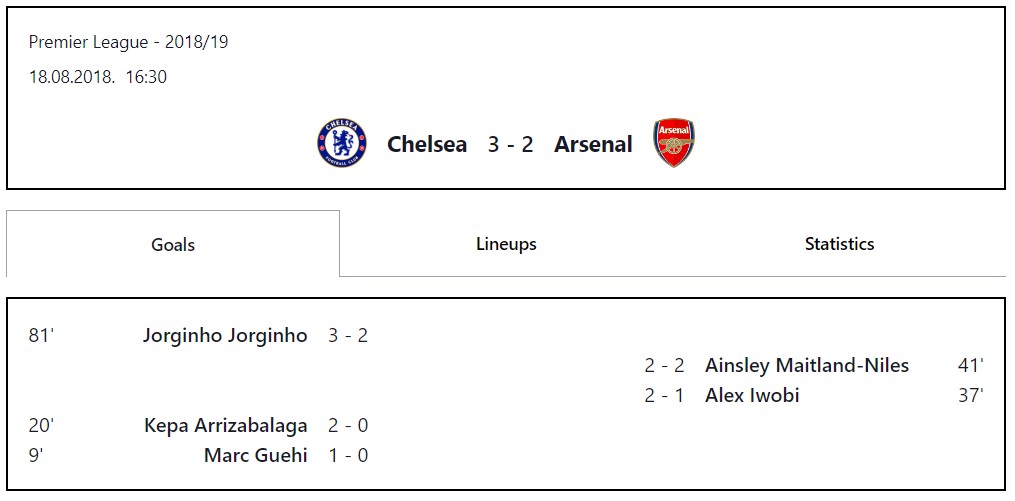 Premier League - 2018/19
18.08.2018. 16:30
CHELSEA
FOOTBALL CLUB
Chelsea 3 - 2 Arsenal
Arsenal
Goals Lineups Statistics
81' Jorginho Jorginho 3 - 2
2 - 2 Ainsley Maitland-Niles 41'
2 - 1 Alex Iwobi 37'
20' Kepa Arrizabalaga 2 - 0
9' Marc Guehi 1 - 0